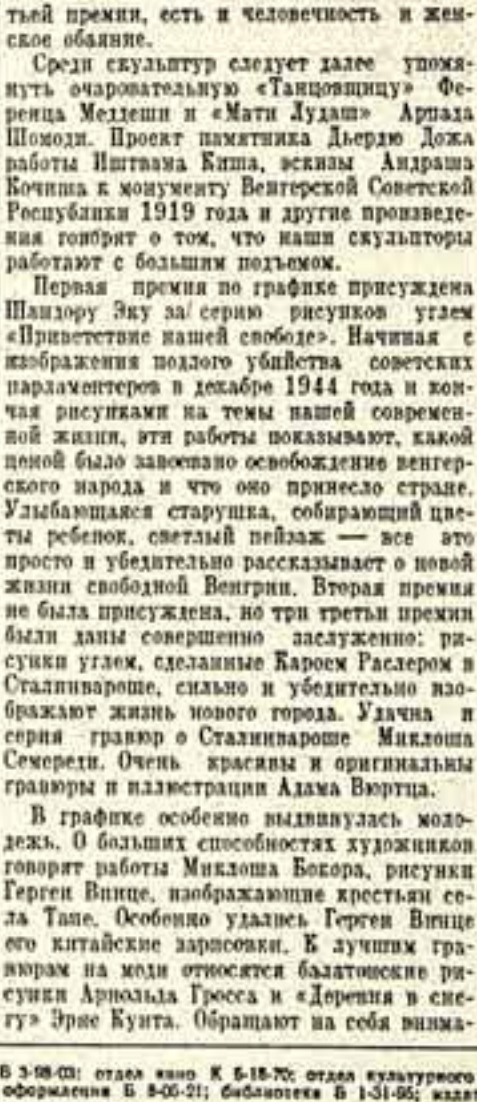 тьей премии, есть и человечность и жен-
ское обаяние.
Среди скульптур следует далее упомя-
нуть очаровательную «Танцовщицу» Фе-
ренца Меддеши и «Мати Лудаш» Арпада
Шомоди. Проект памятника Дьердю Дожа
работы Иштвана Киша, эскизы Андраша
Кочиша к монументу Венгерской Советской
Республики 1919 года и другие произведе-
ния говорят о том, что наши скульпторы
работают с большим подъемом.
Первая премия по графике присуждена
Шандору Эку за серию рисунков углем
«Приветствие нашей свободе». Начиная с
изображения подлого убийства советских
парламентеров в декабре 1944 года и кон-
чая рисунками на темы нашей современ-
ной жизни, эти работы показывают, какой
ценой было завоевано освобождение венгер-
ского народа и что оно принесло стране.
Улыбающаяся старушка, собирающий цве-
ты ребенок, светлый пейзаж — все это
просто и убедительно рассказывает о новой
жизни свободной Венгрии. Вторая премия
не была присуждена, но три третьи премии
были даны совершенно заслуженно: ри-
сунки углем, сделанные Кароем Раслером в
Сталинвароше, сильно и убедительно изо-
бражают жизнь нового города. Удачна и
серия гравюр о Сталинвароше Миклоша
Семереди. Очень красивы и оригинальны
гравюры и иллюстрации Адама Вюртца.
В графике особенно выдвинулась моло-
дежь. О больших способностях художников
говорят работы Миклоша Бокора, рисунки
Герген Винце, изображающие крестьян се-
ла Тапе. Особенно удались Герген Винце
его китайские зарисовки. К лучшим гра-
вюрам на меди относятся балатонские ри-
сунки Арнольда Гросса и «Деревня в сне-
гу» Эрне Кунта. Обращают на себя внима-
Б 3-98-03; отдел кино К 5-18-70; отдел культурного
оформления Б 8-05-21; библиотека Б 1-31-95; издат